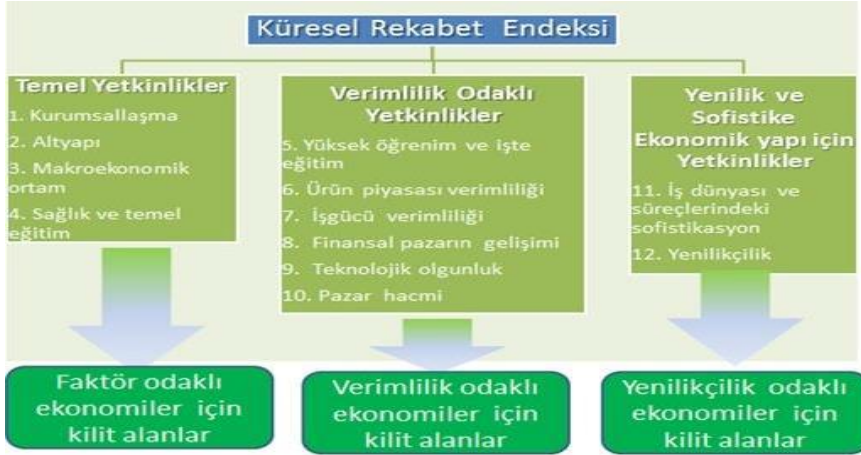 Küresel Rekabet Endeksi
Temel Yetkinlikler
1. Kurumsallaşma
2. Altyapı
3. Makroekonomik
ortam
4. Sağlık ve temel
eğitim
Verimlilik Odaklı
Yetkinlikler
5. Yüksek öğrenim ve işte
eğitim
6. Ürün piyasası verimliliği
7. İşgücü verimliliği
8. Finansal pazarın gelişimi
9. Teknolojik olgunluk
10. Pazar hacmi
Yenilik ve
Sofistike
Ekonomik yapı için
Yetkinlikler
11. İş dünyası ve
süreçlerindeki
sofistikasyon
12. Yenilikçilik
Faktör odaklı
ekonomiler için
kilit alanlar
Verimlilik odaklı
ekonomiler için
kilit alanlar
Yenilikçilik odaklı
ekonomiler için
kilit alanlar